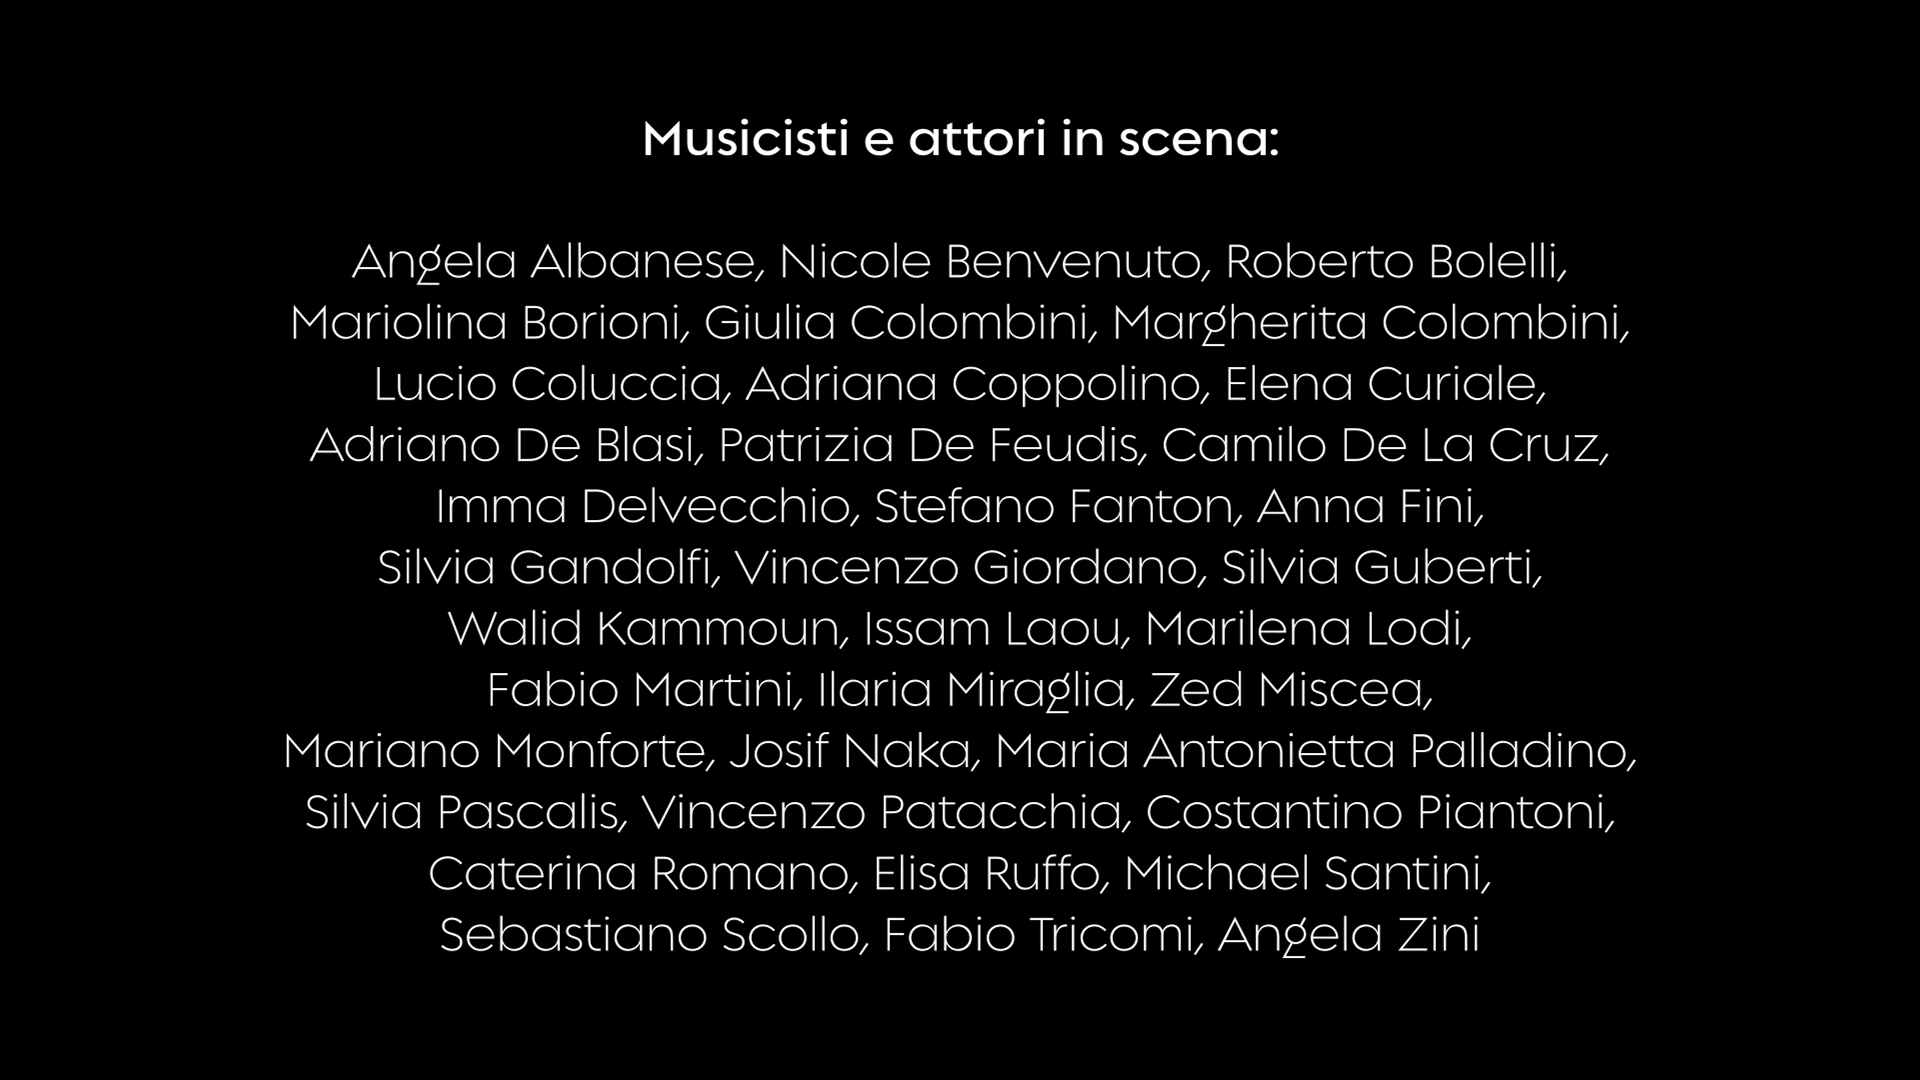 Musicisti e attori in scena:
Angela Albanese, Nicole Benvenuto, Roberto Bolelli,
Mariolina Borioni, Giulia Colombini, Margherita Colombini,
Lucio Coluccia, Adriana Coppolino, Elena Curiale,
Adriano De Blasi, Patrizia De Feudis, Camilo De La Cruz,
Imma Delvecchio, Stefano Fanton, Anna Fini,
Silvia Gandolfi, Vincenzo Giordano, Silvia Guberti,
Walid Kammoun, Issam Laou, Marilena Lodi,
Fabio Martini, Ilaria Miraglia, Zed Miscea,
Mariano Monforte, Josif Naka, Maria Antonietta Palladino,
Silvia Pascalis, Vincenzo Patacchia, Costantino Piantoni,
Caterina Romano, Elisa Ruffo, Michael Santini,
Sebastiano Scollo, Fabio Tricomi, Angela Zini